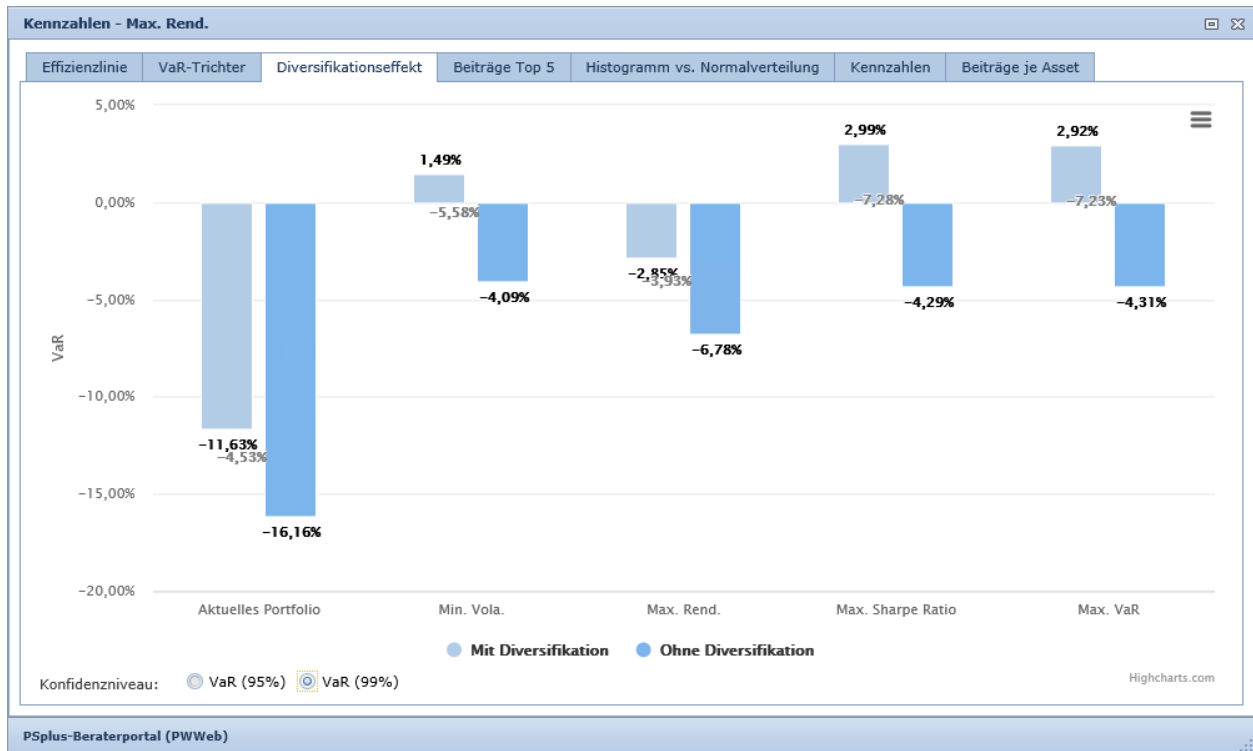 Kennzahlen - Max. Rend.
Effizienzlinie VaR-Trichter Diversifikationseffekt Beiträge Top 5 Histogramm vs. Normalverteilung Kennzahlen Beiträge je Asset
5,00%
0,00%
−5,00%
−10,00%
−15,00%
−20,00%
VaR
−11,63%
−4,53%
−16,16%
1,49%
−5,58%
−4,09%
−2,85%
−3,93%
−6,78%
2,99%
−7,28%
−4,29%
2,92%
−7,23%
−4,31%
Aktuelles Portfolio Min. Vola. Max. Rend. Max. Sharpe Ratio Max. VaR
Mit Diversifikation Ohne Diversifikation
Konfidenzniveau: VaR (95%) VaR (99%)
Highcharts.com
PSplus-Beraterportal (PWWeb)